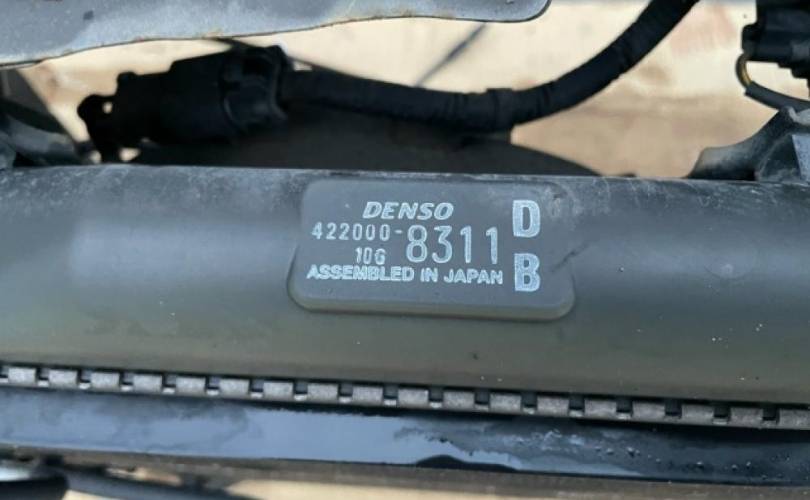 DENSO
422000-8311 D
10G B
ASSEMBLED IN JAPAN